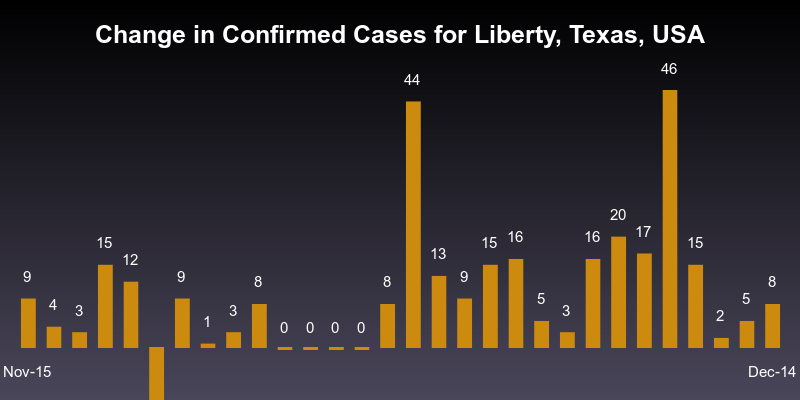 Change in Confirmed Cases for Liberty, Texas, USA
9 4 3 15 12 9 1 3 8 0 0 0 0 8 44 13 9 15 16 5 3 16 20 17 46 15 2 5 8
Nov-15 Dec-14